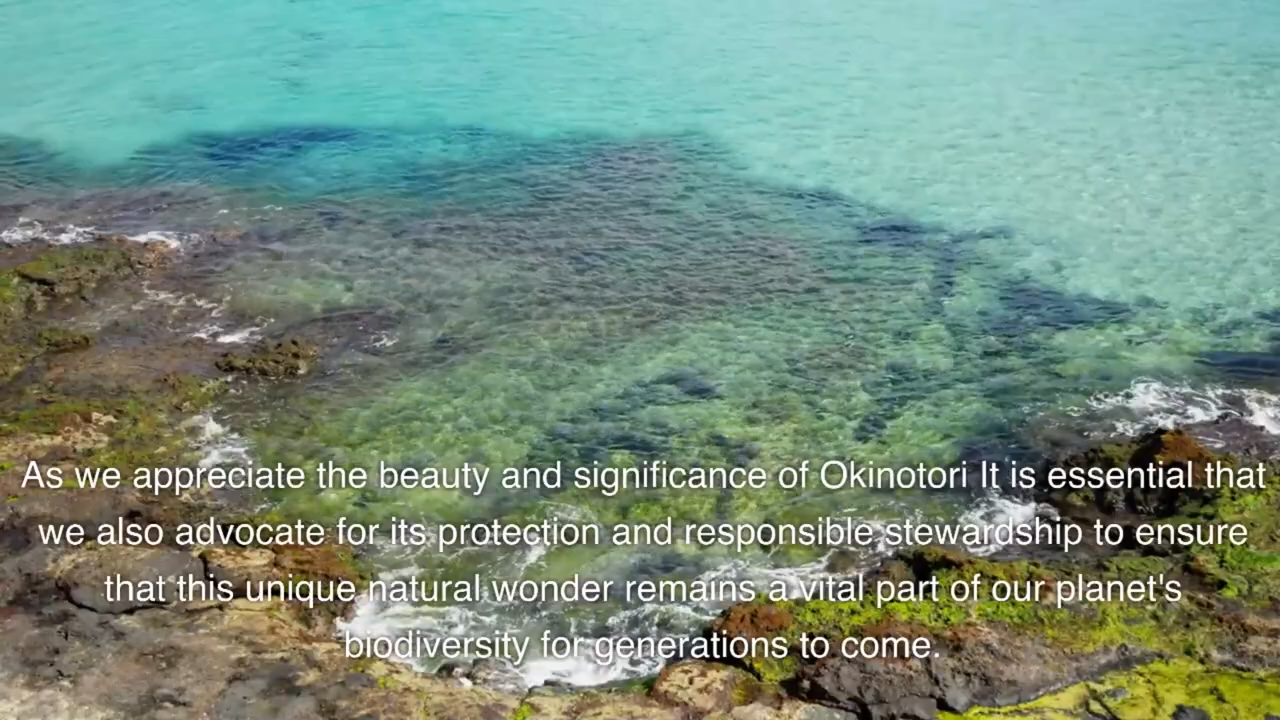 As we appreciate the beauty and significance of Okinotori It is essential that
we also advocate for its protection and responsible stewardship to ensure
that this unique natural wonder remains a vital part of our planet's
biodiversity for generations to come.